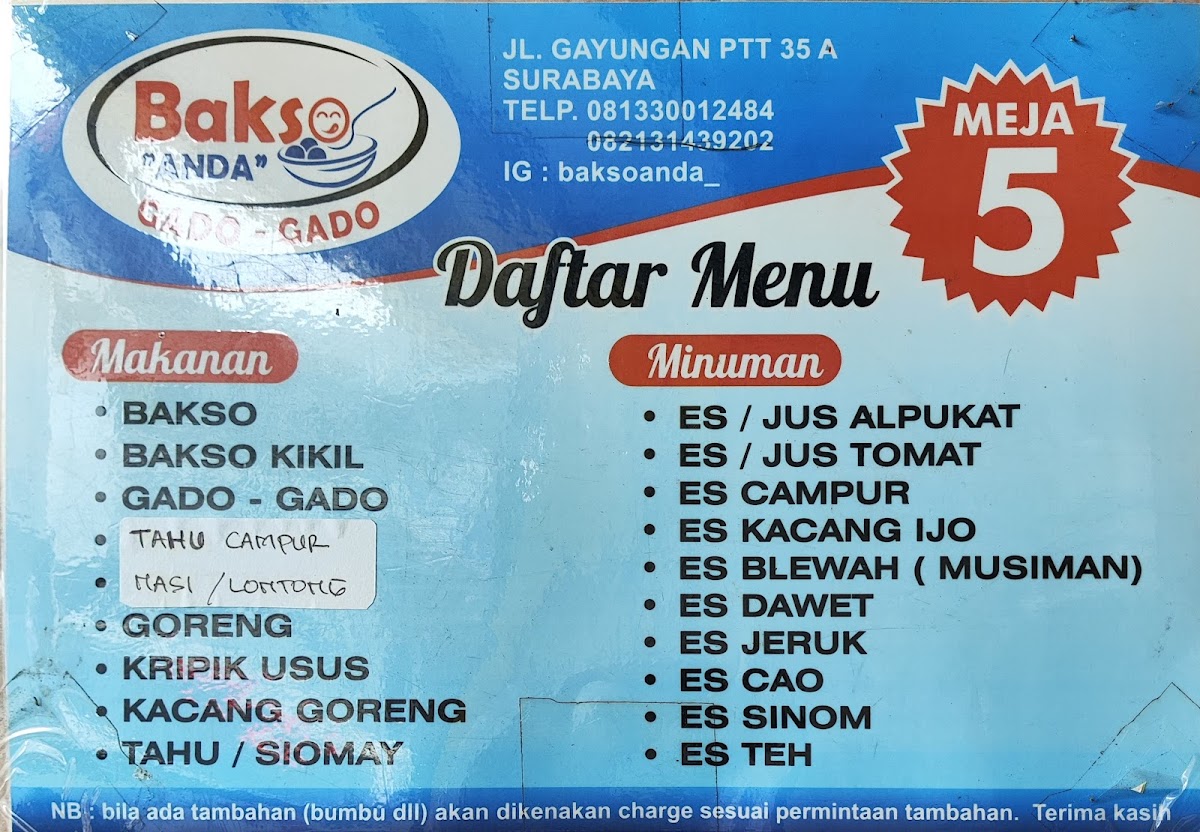 Bakso
"ANDA"
GADO - GADO
JL. GAYUNGAN PTT 35 A
SURABAYA
TELP. 081330012484
082131439202
IG : baksoanda_
MEJA
5
Daftar Menu
Makanan
• BAKSO
• BAKSO KIKIL
• GADO - GADO
• TAHU CAMPUR
• NASI / LONTONG
• GORENG
• KRIPIK USUS
• KACANG GORENG
• TAHU / SIOMAY
Minuman
• ES / JUS ALPUKAT
• ES / JUS TOMAT
• ES CAMPUR
• ES KACANG IJO
• ES BLEWAH ( MUSIMAN)
• ES DAWET
• ES JERUK
• ES CAO
• ES SINOM
• ES TEH
NB : bila ada tambahan (bumbu dll) akan dikenakan charge sesuai permintaan tambahan. Terima kasih